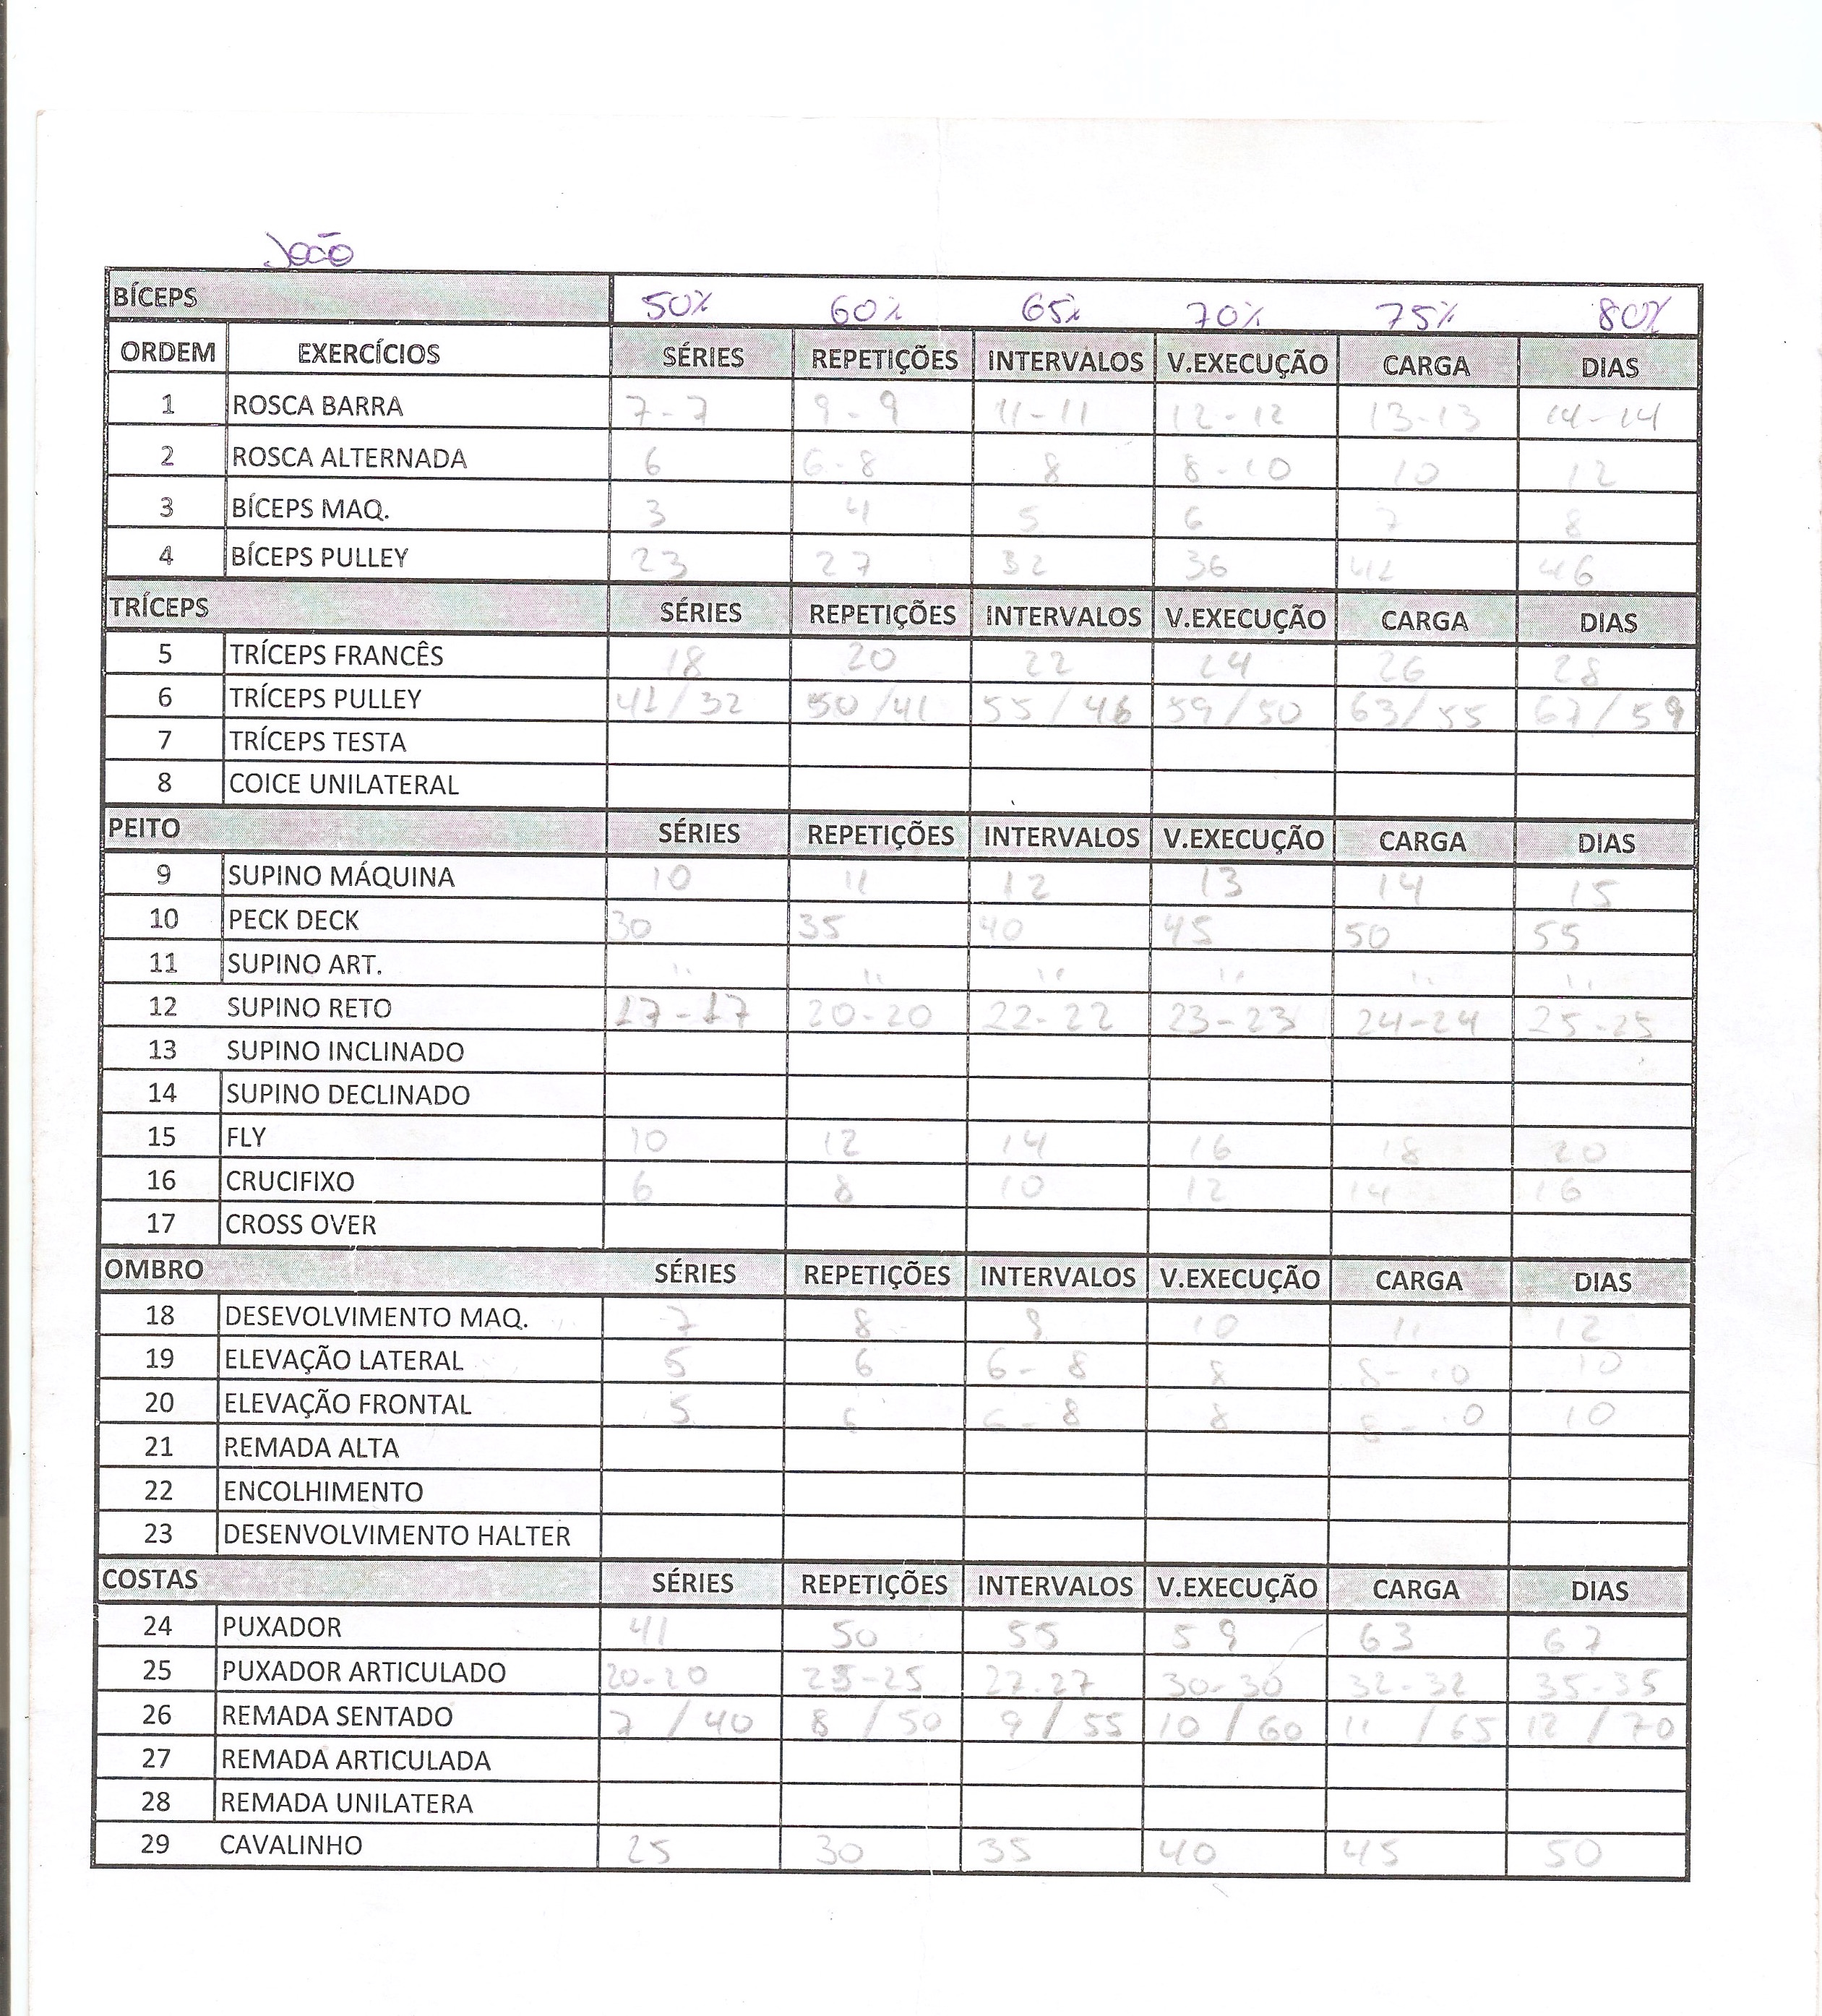 João
BÍCEPS 50% 60% 65% 70% 75% 80%
ORDEM EXERCÍCIOS SÉRIES REPETIÇÕES INTERVALOS V.EXECUÇÃO CARGA DIAS
1 ROSCA BARRA 7-7 9-9 11-11 12-12 13-13 14-14
2 ROSCA ALTERNADA 6 6-8 8 8-10 10 12
3 BÍCEPS MAQ. 3 4 5 6 7 8
4 BÍCEPS PULLEY 23 27 32 36 46
TRÍCEPS SÉRIES REPETIÇÕES INTERVALOS V.EXECUÇÃO CARGA DIAS
5 TRÍCEPS FRANCÊS 18 20 22 24 26 28
6 TRÍCEPS PULLEY 41/32 50/41 55/46 59/50 63/55 67/59
7 TRÍCEPS TESTA
8 COICE UNILATERAL
PEITO SÉRIES REPETIÇÕES INTERVALOS V.EXECUÇÃO CARGA DIAS
9 SUPINO MÁQUINA 10 11 12 13 14 15
10 PECK DECK 30 35 40 45 50 55
11 SUPINO ART. " " " " " "
12 SUPINO RETO 17-17 20-20 22-22 23-23 24-24 25-25
13 SUPINO INCLINADO
14 SUPINO DECLINADO
15 FLY 10 12 14 16 18 20
16 CRUCIFIXO 6 8 10 12 14 16
17 CROSS OVER
OMBRO SÉRIES REPETIÇÕES INTERVALOS V.EXECUÇÃO CARGA DIAS
18 DESEVOLVIMENTO MAQ. 7 8 10 11 12
19 ELEVAÇÃO LATERAL 5 6 6-8 8 8-10 10
20 ELEVAÇÃO FRONTAL 5 6 6-8 8 8-10 10
21 REMADA ALTA
22 ENCOLHIMENTO
23 DESENVOLVIMENTO HALTER
COSTAS SÉRIES REPETIÇÕES INTERVALOS V.EXECUÇÃO CARGA DIAS
24 PUXADOR 41 50 55 59 63 67
25 PUXADOR ARTICULADO 20-20 25-25 27-27 30-30 32-32 35-35
26 REMADA SENTADO 7/40 8/50 9/55 10/60 11/65 12/70
27 REMADA ARTICULADA
28 REMADA UNILATERA
29 CAVALINHO 25 30 35 40 45 50